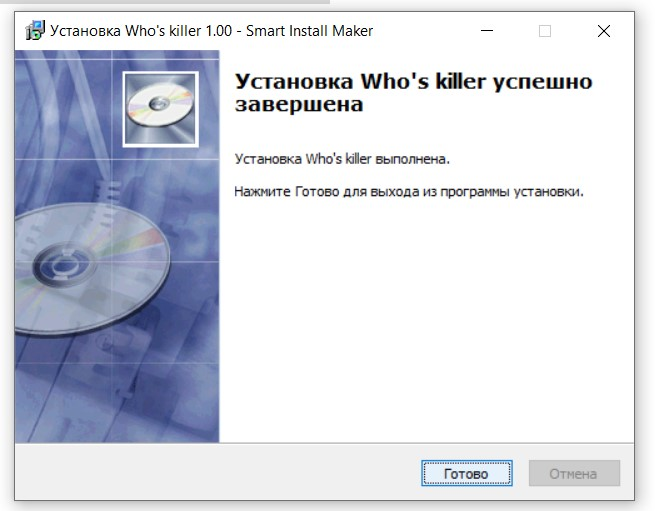 Установка Who's killer 1.00 - Smart Install Maker
Установка Who's killer успешно
завершена
Установка Who's killer выполнена.
Нажмите Готово для выхода из программы установки.
Готово
Отмена